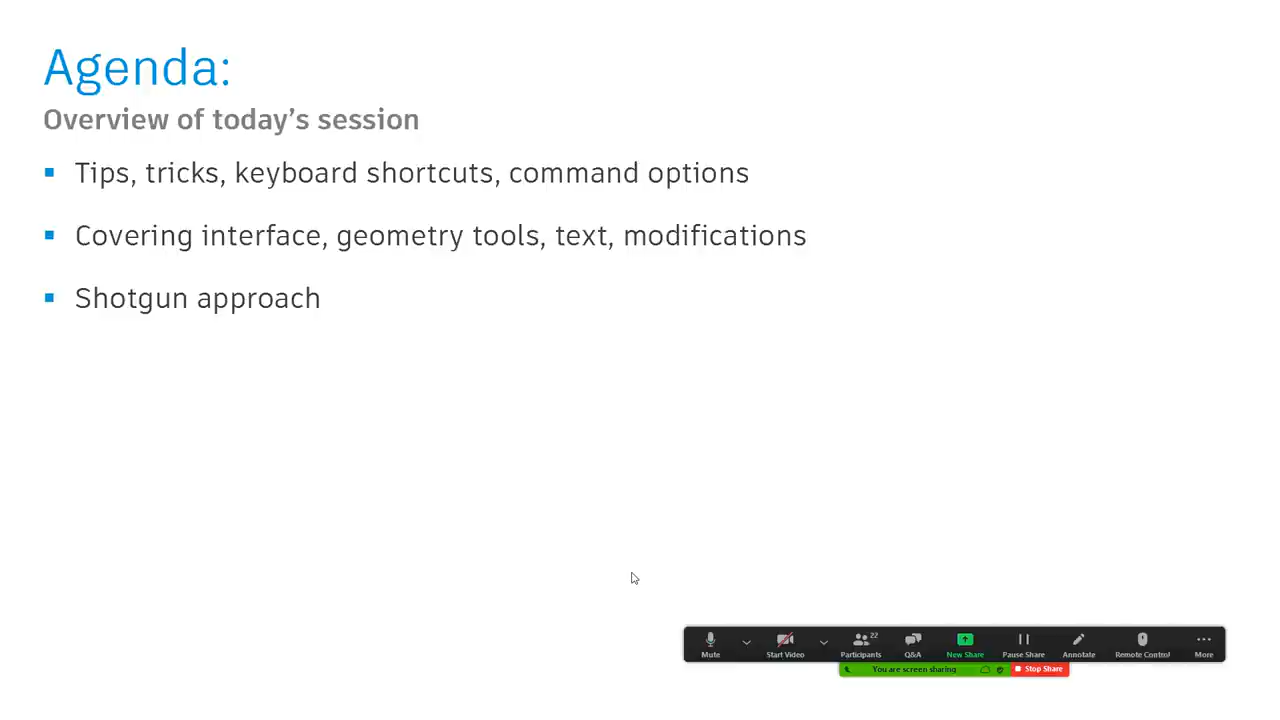 Agenda:
Overview of today's session
Tips, tricks, keyboard shortcuts, command options
Covering interface, geometry tools, text, modifications
Shotgun approach
Mute
Start Video
Participants
22
Q&A
New Share
Pause Share
Annotate
Remote Control
More
You are screen sharing
Stop Share